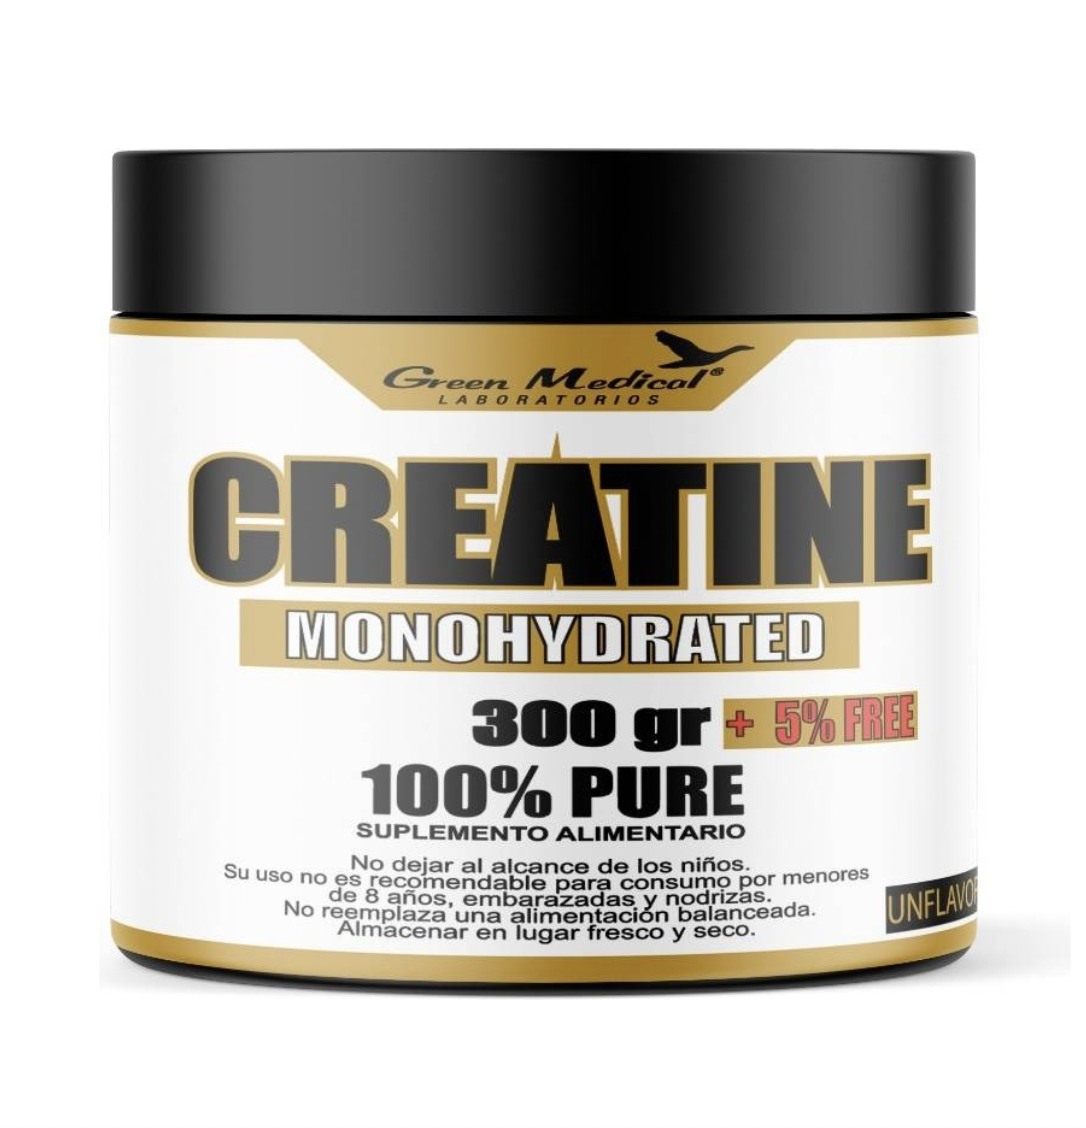 Green Medical®
LABORATORIOS
CREATINE
MONOHYDRATED
300 gr + 5% FREE
100% PURE
SUPLEMENTO ALIMENTARIO
No dejar al alcance de los niños.
Su uso no es recomendable para consumo por menores
de 8 años, embarazadas y nodrizas.
No reemplaza una alimentación balanceada.
Almacenar en lugar fresco y seco.
UNFLAVOR